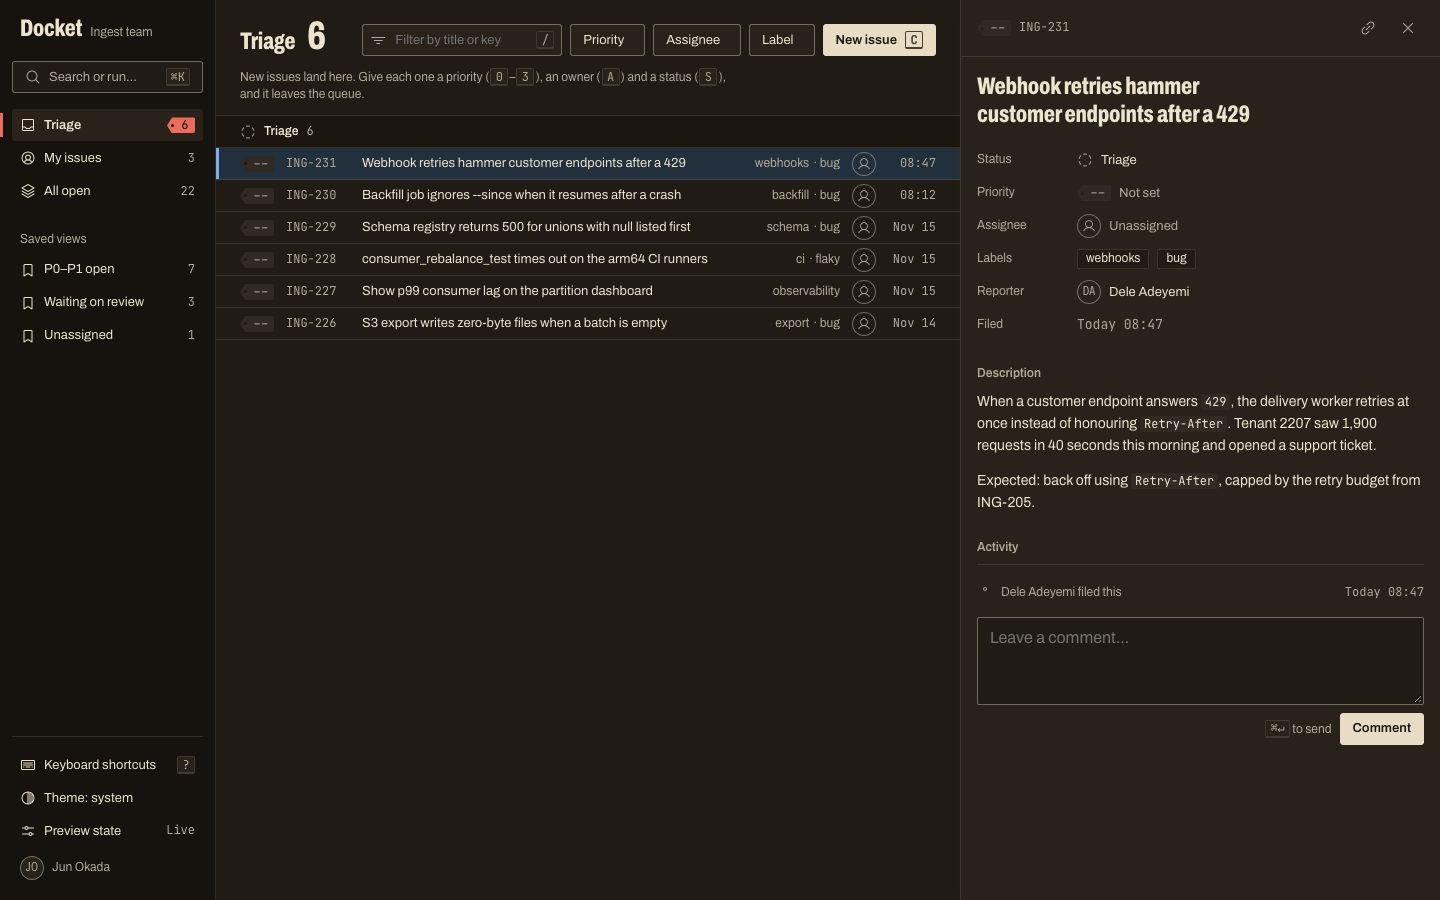 Docket Ingest team
Search or run... ⌘K
Triage 6
My issues 3
All open 22
Saved views
P0–P1 open 7
Waiting on review 3
Unassigned 1
Keyboard shortcuts ?
Theme: system
Preview state Live
JO Jun Okada
Triage 6
Filter by title or key /
Priority
Assignee
Label
New issue C
New issues land here. Give each one a priority ( 0 – 3 ), an owner ( A ) and a status ( S ),
and it leaves the queue.
Triage 6
-- ING-231 Webhook retries hammer customer endpoints after a 429 webhooks · bug 08:47
-- ING-230 Backfill job ignores --since when it resumes after a crash backfill · bug 08:12
-- ING-229 Schema registry returns 500 for unions with null listed first schema · bug Nov 15
-- ING-228 consumer_rebalance_test times out on the arm64 CI runners ci · flaky Nov 15
-- ING-227 Show p99 consumer lag on the partition dashboard observability Nov 15
-- ING-226 S3 export writes zero-byte files when a batch is empty export · bug Nov 14
-- ING-231
Webhook retries hammer
customer endpoints after a 429
Status Triage
Priority -- Not set
Assignee Unassigned
Labels webhooks bug
Reporter DA Dele Adeyemi
Filed Today 08:47
Description
When a customer endpoint answers 429, the delivery worker retries at
once instead of honouring Retry-After. Tenant 2207 saw 1,900
requests in 40 seconds this morning and opened a support ticket.
Expected: back off using Retry-After, capped by the retry budget from
ING-205.
Activity
Dele Adeyemi filed this Today 08:47
Leave a comment...
⌘↵ to send Comment